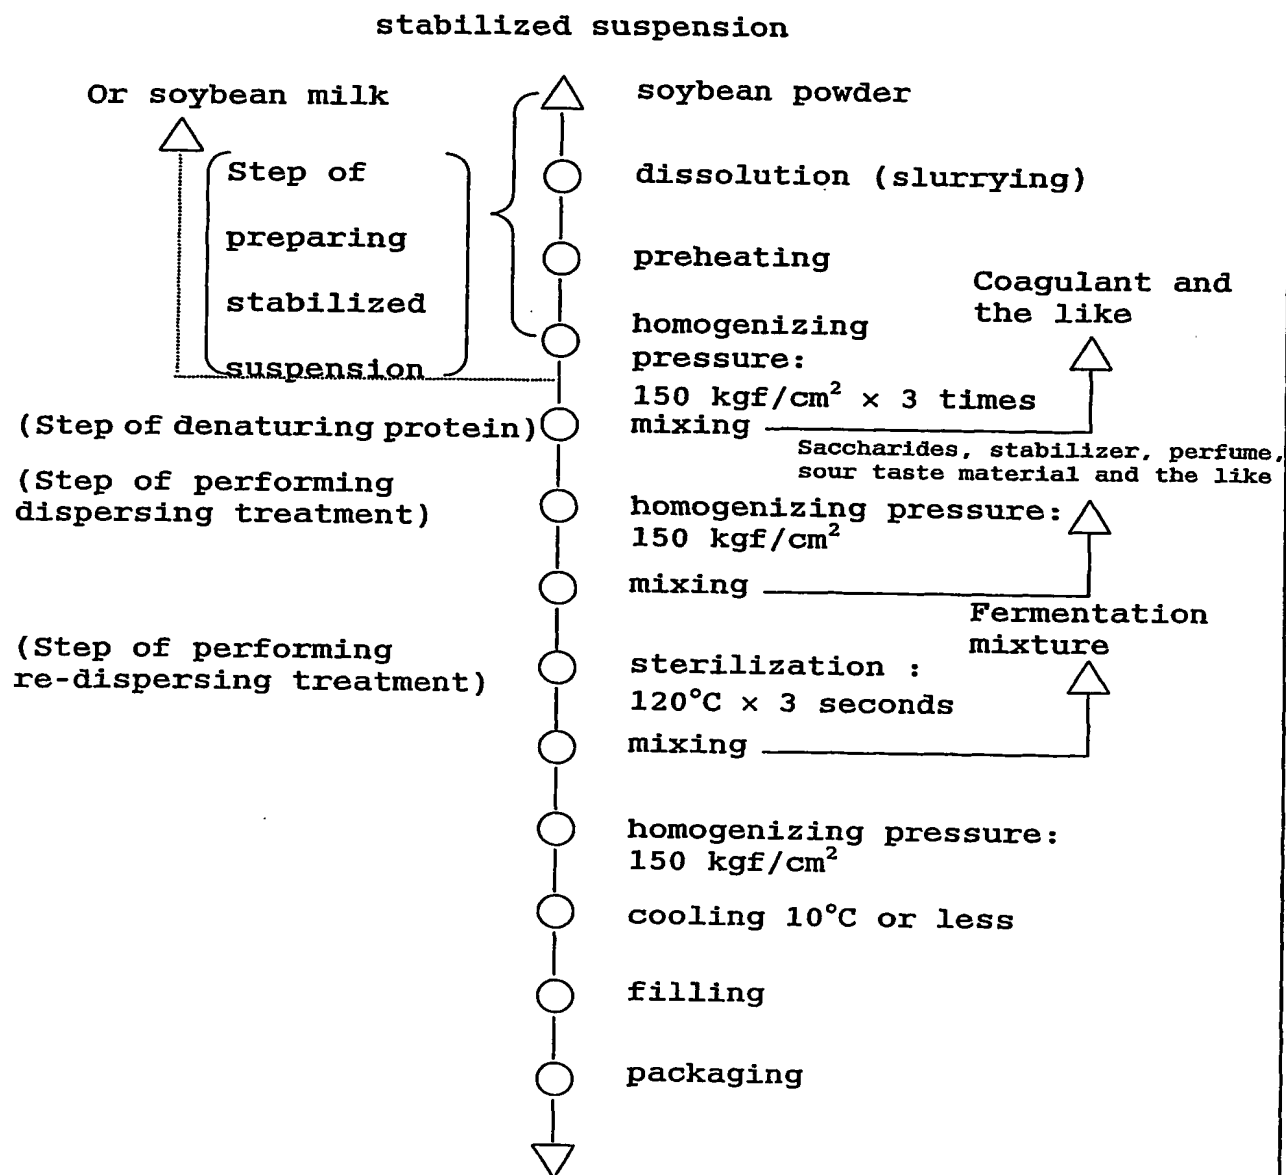 stabilized suspension
Or soybean milk
soybean powder
Step of
preparing
stabilized
suspension
dissolution (slurrying)
preheating
Coagulant and
the like
homogenizing
pressure:
150 kgf/cm² × 3 times
(Step of denaturing protein)
mixing
Saccharides, stabilizer, perfume,
sour taste material and the like
(Step of performing
dispersing treatment)
homogenizing pressure:
150 kgf/cm²
mixing
Fermentation
mixture
(Step of performing
re-dispersing treatment)
sterilization :
120°C × 3 seconds
mixing
homogenizing pressure:
150 kgf/cm²
cooling 10°C or less
filling
packaging